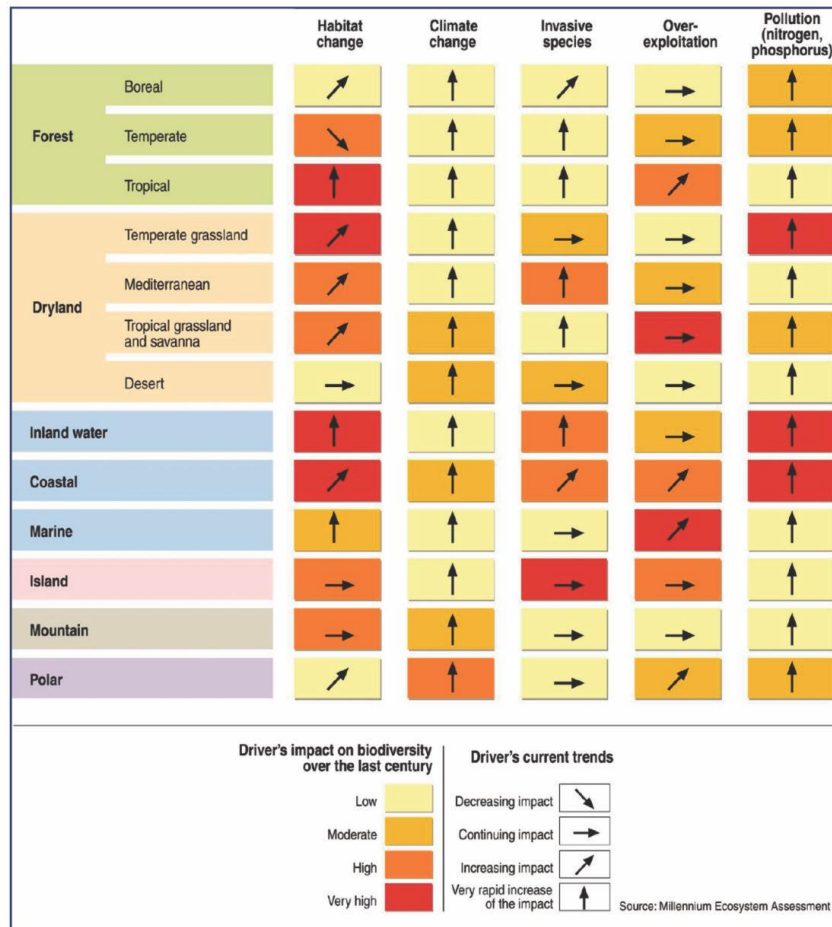 Habitat change
Climate change
Invasive species
Over-exploitation
Pollution (nitrogen, phosphorus)
Forest
Boreal
Temperate
Tropical
Dryland
Temperate grassland
Mediterranean
Tropical grassland
and savanna
Desert
Inland water
Coastal
Marine
Island
Mountain
Polar
Driver's impact on biodiversity
over the last century
Low
Moderate
High
Very high
Driver's current trends
Decreasing impact
Continuing impact
Increasing impact
Very rapid increase
of the impact
Source: Millennium Ecosystem Assessment